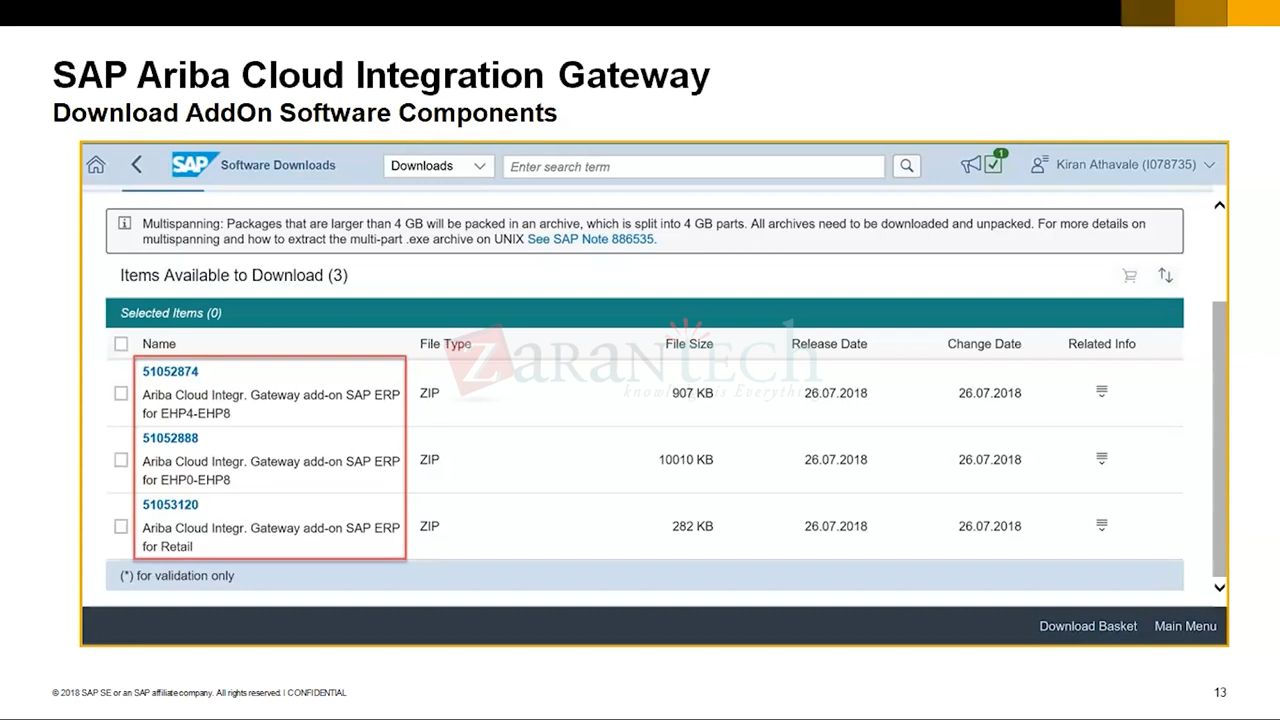 SAP Ariba Cloud Integration Gateway
Download AddOn Software Components
SAP Software Downloads Downloads Enter search term 1 Kiran Athavale (I078735)
Multispanning: Packages that are larger than 4 GB will be packed in an archive, which is split into 4 GB parts. All archives need to be downloaded and unpacked. For more details on
multispanning and how to extract the multi-part .exe archive on UNIX See SAP Note 886535.
Items Available to Download (3)
Selected Items (0)
Name File Type File Size Release Date Change Date Related Info
51052874
Ariba Cloud Integr. Gateway add-on SAP ERP
for EHP4-EHP8
ZIP 907 KB 26.07.2018 26.07.2018
51052888
Ariba Cloud Integr. Gateway add-on SAP ERP
for EHP0-EHP8
ZIP 10010 KB 26.07.2018 26.07.2018
51053120
Ariba Cloud Integr. Gateway add-on SAP ERP
for Retail
ZIP 282 KB 26.07.2018 26.07.2018
(*) for validation only
ZaranTech
knowledge is Everything
Download Basket Main Menu
© 2018 SAP SE or an SAP affiliate company. All rights reserved. | CONFIDENTIAL
13